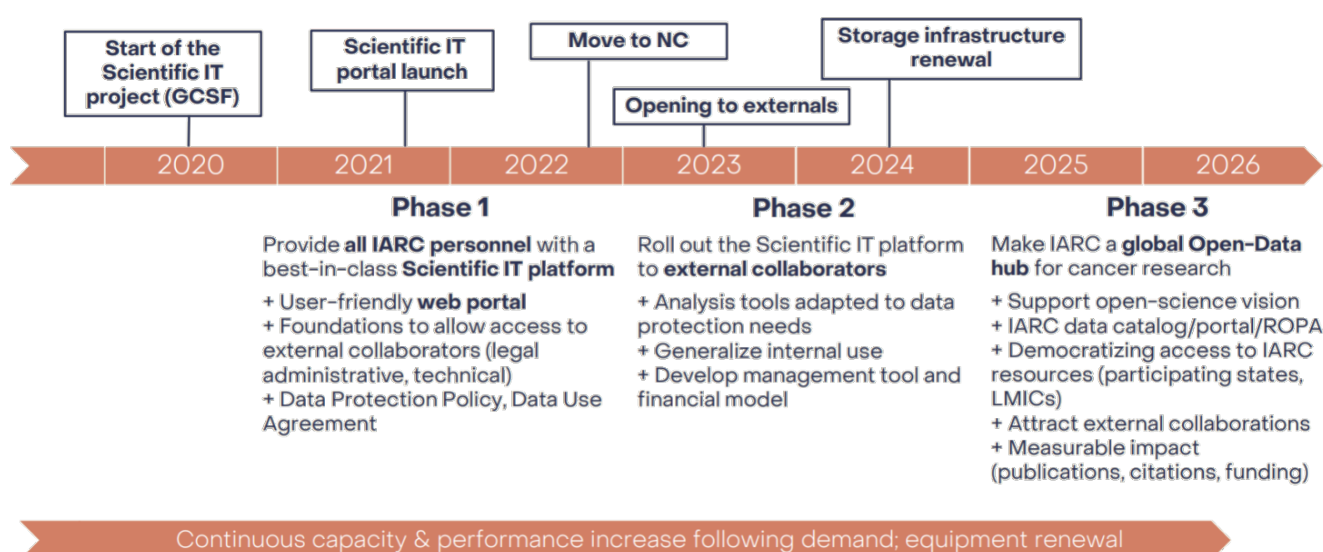 Start of the
Scientific IT
project (GCSF)
Scientific IT
portal launch
Move to NC
Opening to externals
Storage infrastructure
renewal
2020
2021
2022
2023
2024
2025
2026
Phase 1
Provide all IARC personnel with a
best-in-class Scientific IT platform
+ User-friendly web portal
+ Foundations to allow access to
external collaborators (legal
administrative, technical)
+ Data Protection Policy, Data Use
Agreement
Phase 2
Roll out the Scientific IT platform
to external collaborators
+ Analysis tools adapted to data
protection needs
+ Generalize internal use
+ Develop management tool and
financial model
Phase 3
Make IARC a global Open-Data
hub for cancer research
+ Support open-science vision
+ IARC data catalog/portal/ROPA
+ Democratizing access to IARC
resources (participating states,
LMICs)
+ Attract external collaborations
+ Measurable impact
(publications, citations, funding)
Continuous capacity & performance increase following demand; equipment renewal